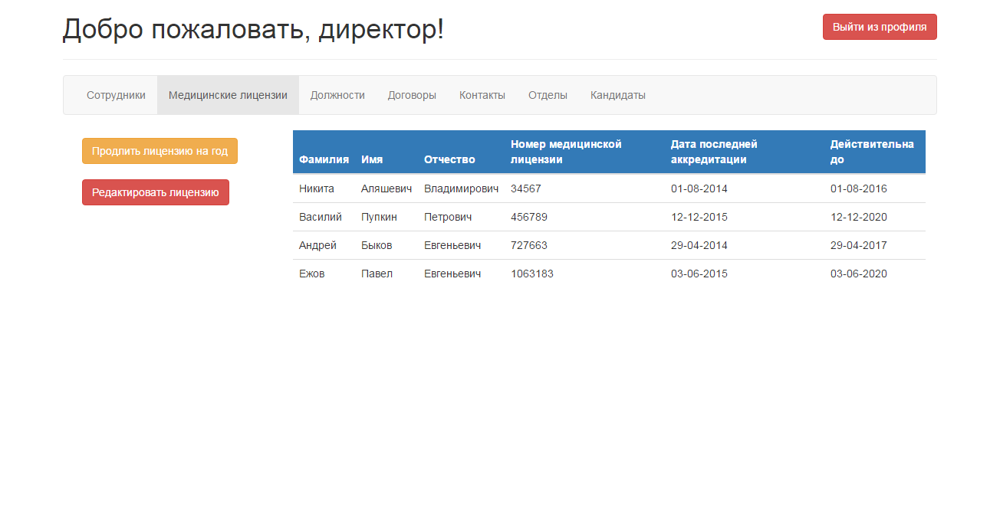 Добро пожаловать, директор!
Выйти из профиля
Сотрудники Медицинские лицензии Должности Договоры Контакты Отделы Кандидаты
Продлить лицензию на год
Редактировать лицензию
Фамилия Имя Отчество Номер медицинской лицензии Дата последней аккредитации Действительна до
Никита Аляшевич Владимирович 34567 01-08-2014 01-08-2016
Василий Пупкин Петрович 456789 12-12-2015 12-12-2020
Андрей Быков Евгеньевич 727663 29-04-2014 29-04-2017
Ежов Павел Евгеньевич 1063183 03-06-2015 03-06-2020